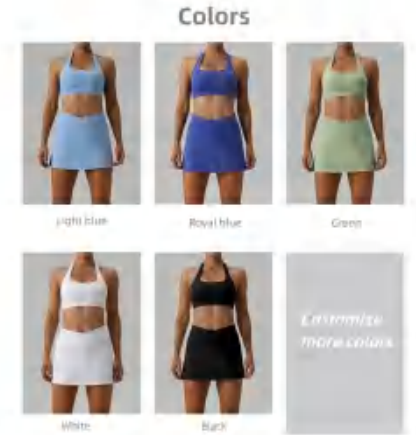 Colors
Light blue
Royal blue
Green
White
Black
Customize
more colors